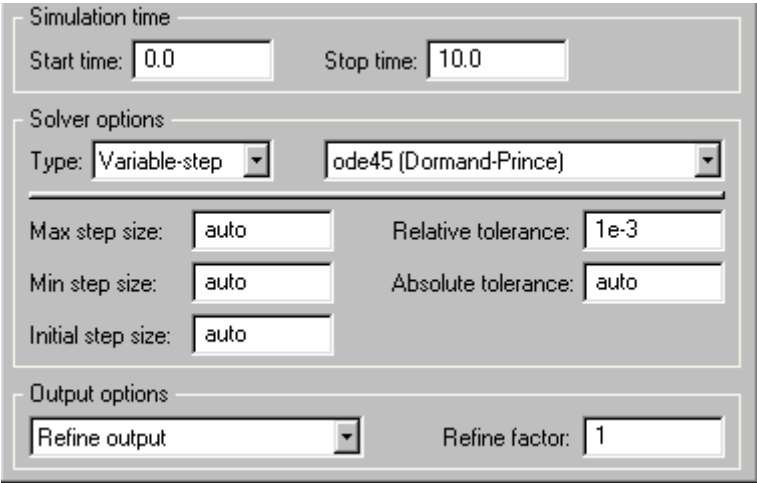 Simulation time
Start time: 0.0 Stop time: 10.0
Solver options
Type: Variable-step ode45 (Dormand-Prince)
Max step size: auto Relative tolerance: 1e-3
Min step size: auto Absolute tolerance: auto
Initial step size: auto
Output options
Refine output Refine factor: 1